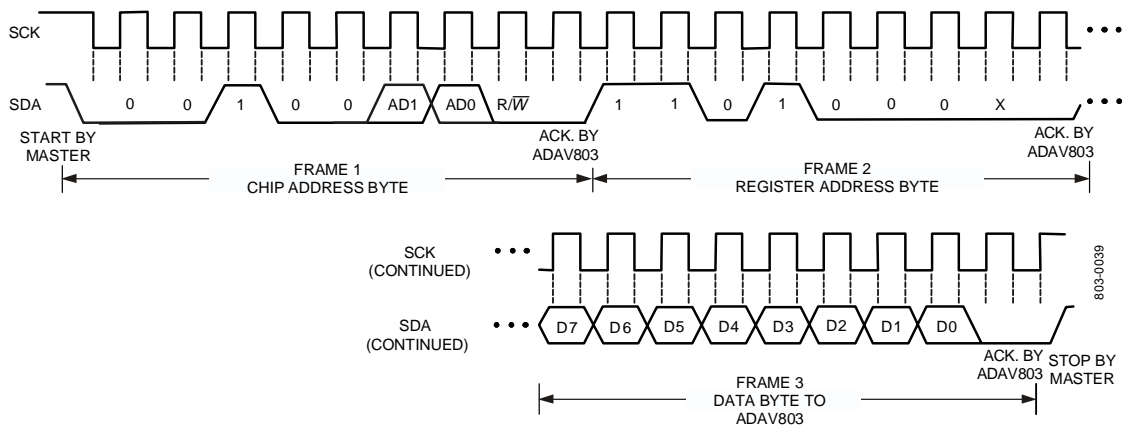 SCK
SDA
0 0 1 0 0 AD1 AD0 R/W̅ 1 1 0 1 0 0 0 X
START BY
MASTER
ACK. BY
ADAV803
ACK. BY
ADAV803
FRAME 1
CHIP ADDRESS BYTE
FRAME 2
REGISTER ADDRESS BYTE
SCK
(CONTINUED)
SDA
(CONTINUED)
D7 D6 D5 D4 D3 D2 D1 D0
ACK. BY
ADAV803
STOP BY
MASTER
FRAME 3
DATA BYTE TO
ADAV803
803-0039